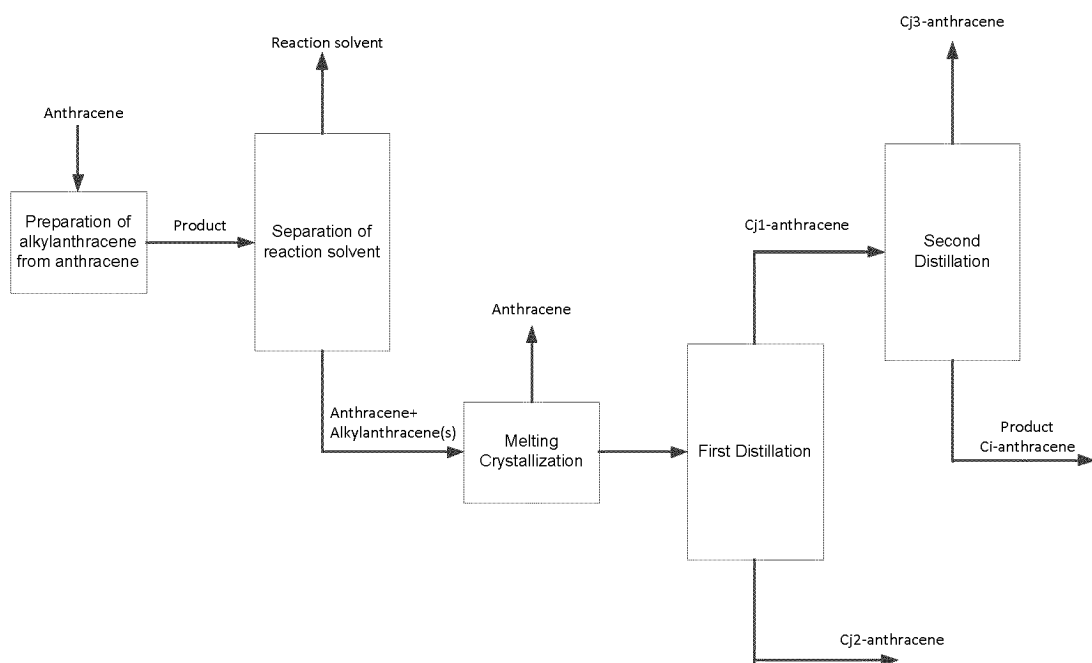 Anthracene
Preparation of
alkylanthracene
from anthracene
Product
Reaction solvent
Separation of
reaction solvent
Anthracene+
Alkylanthracene(s)
Anthracene
Melting
Crystallization
First Distillation
Cj1-anthracene
Cj2-anthracene
Cj3-anthracene
Second
Distillation
Product
Ci-anthracene